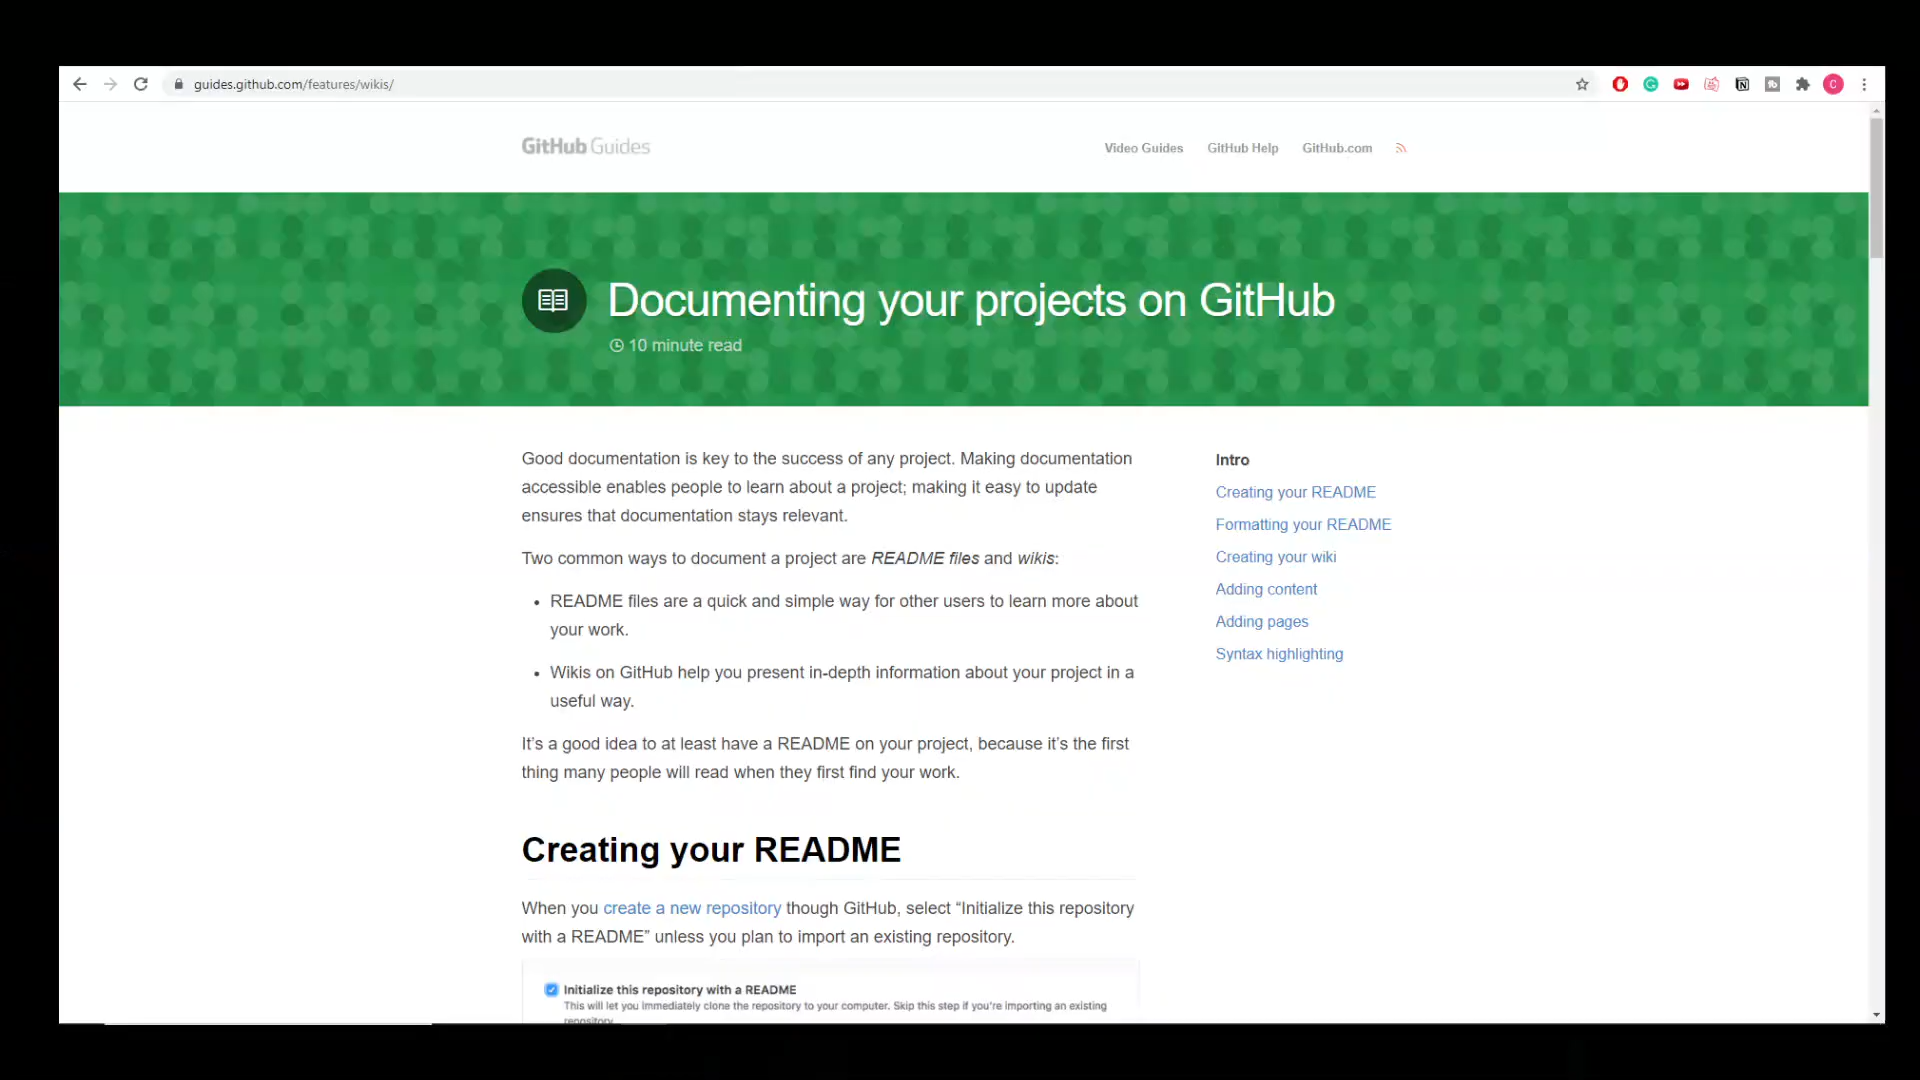 guides.github.com/features/wikis/
C
GitHub Guides
Video Guides GitHub Help GitHub.com
Documenting your projects on GitHub
10 minute read
Good documentation is key to the success of any project. Making documentation
accessible enables people to learn about a project; making it easy to update
ensures that documentation stays relevant.
Two common ways to document a project are README files and wikis:
• README files are a quick and simple way for other users to learn more about
your work.
• Wikis on GitHub help you present in-depth information about your project in a
useful way.
It’s a good idea to at least have a README on your project, because it’s the first
thing many people will read when they first find your work.
Creating your README
When you create a new repository though GitHub, select “Initialize this repository
with a README” unless you plan to import an existing repository.
Initialize this repository with a README
This will let you immediately clone the repository to your computer. Skip this step if you’re importing an existing
repository.
Intro
Creating your README
Formatting your README
Creating your wiki
Adding content
Adding pages
Syntax highlighting